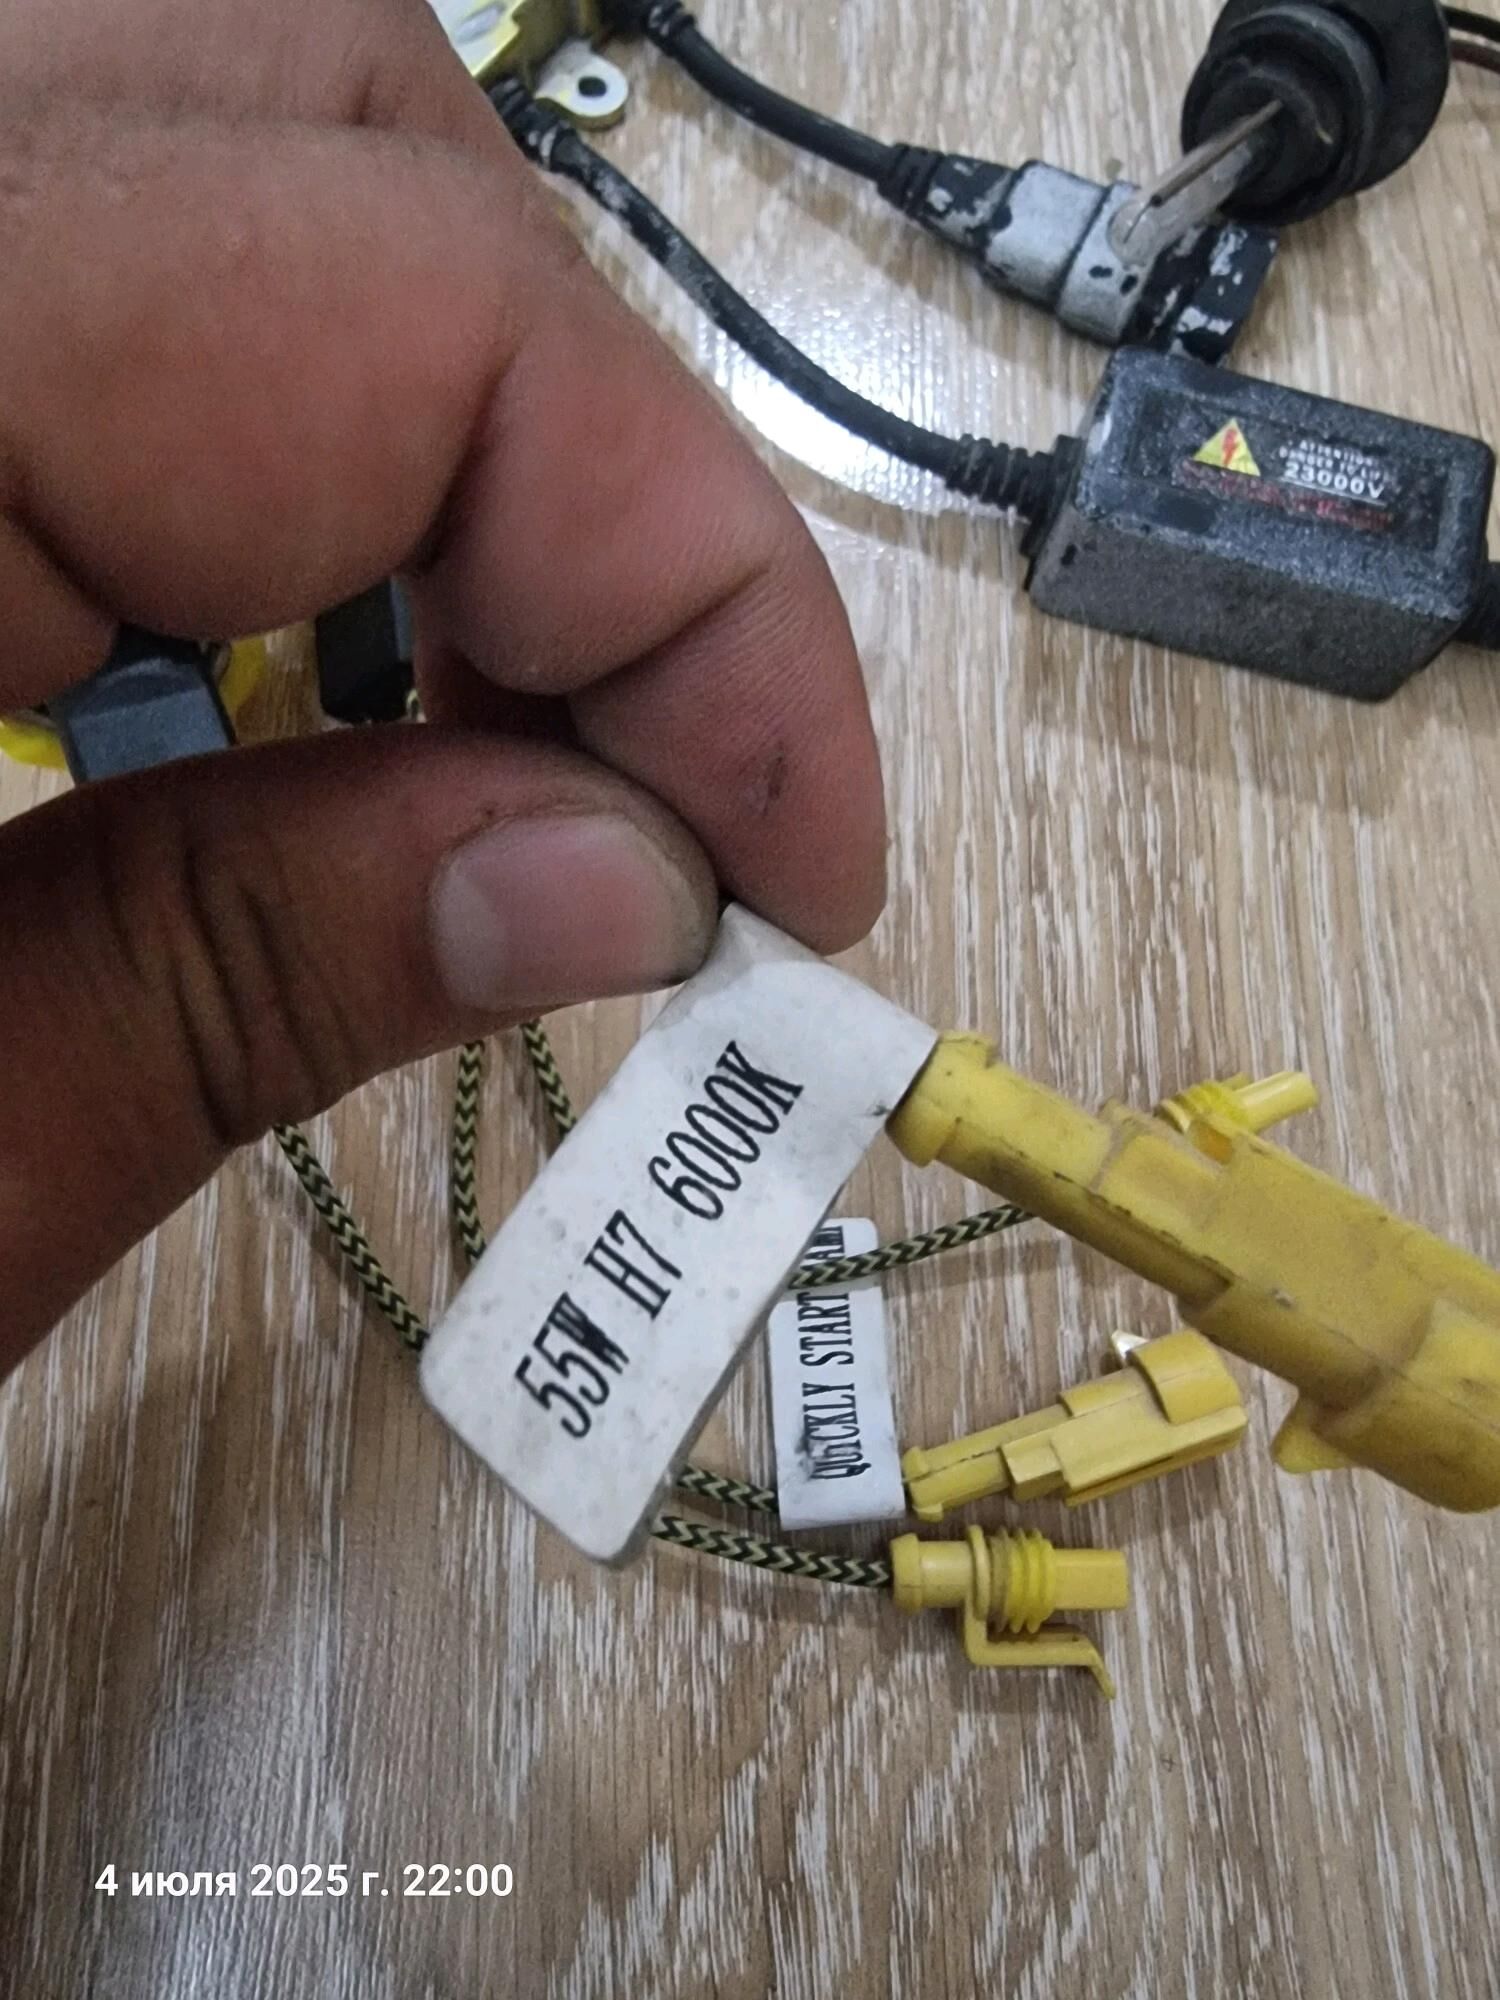 ATTENTION
23000V
55W H7 6000K
QUiCKLY START
4 июля 2025 г. 22:00